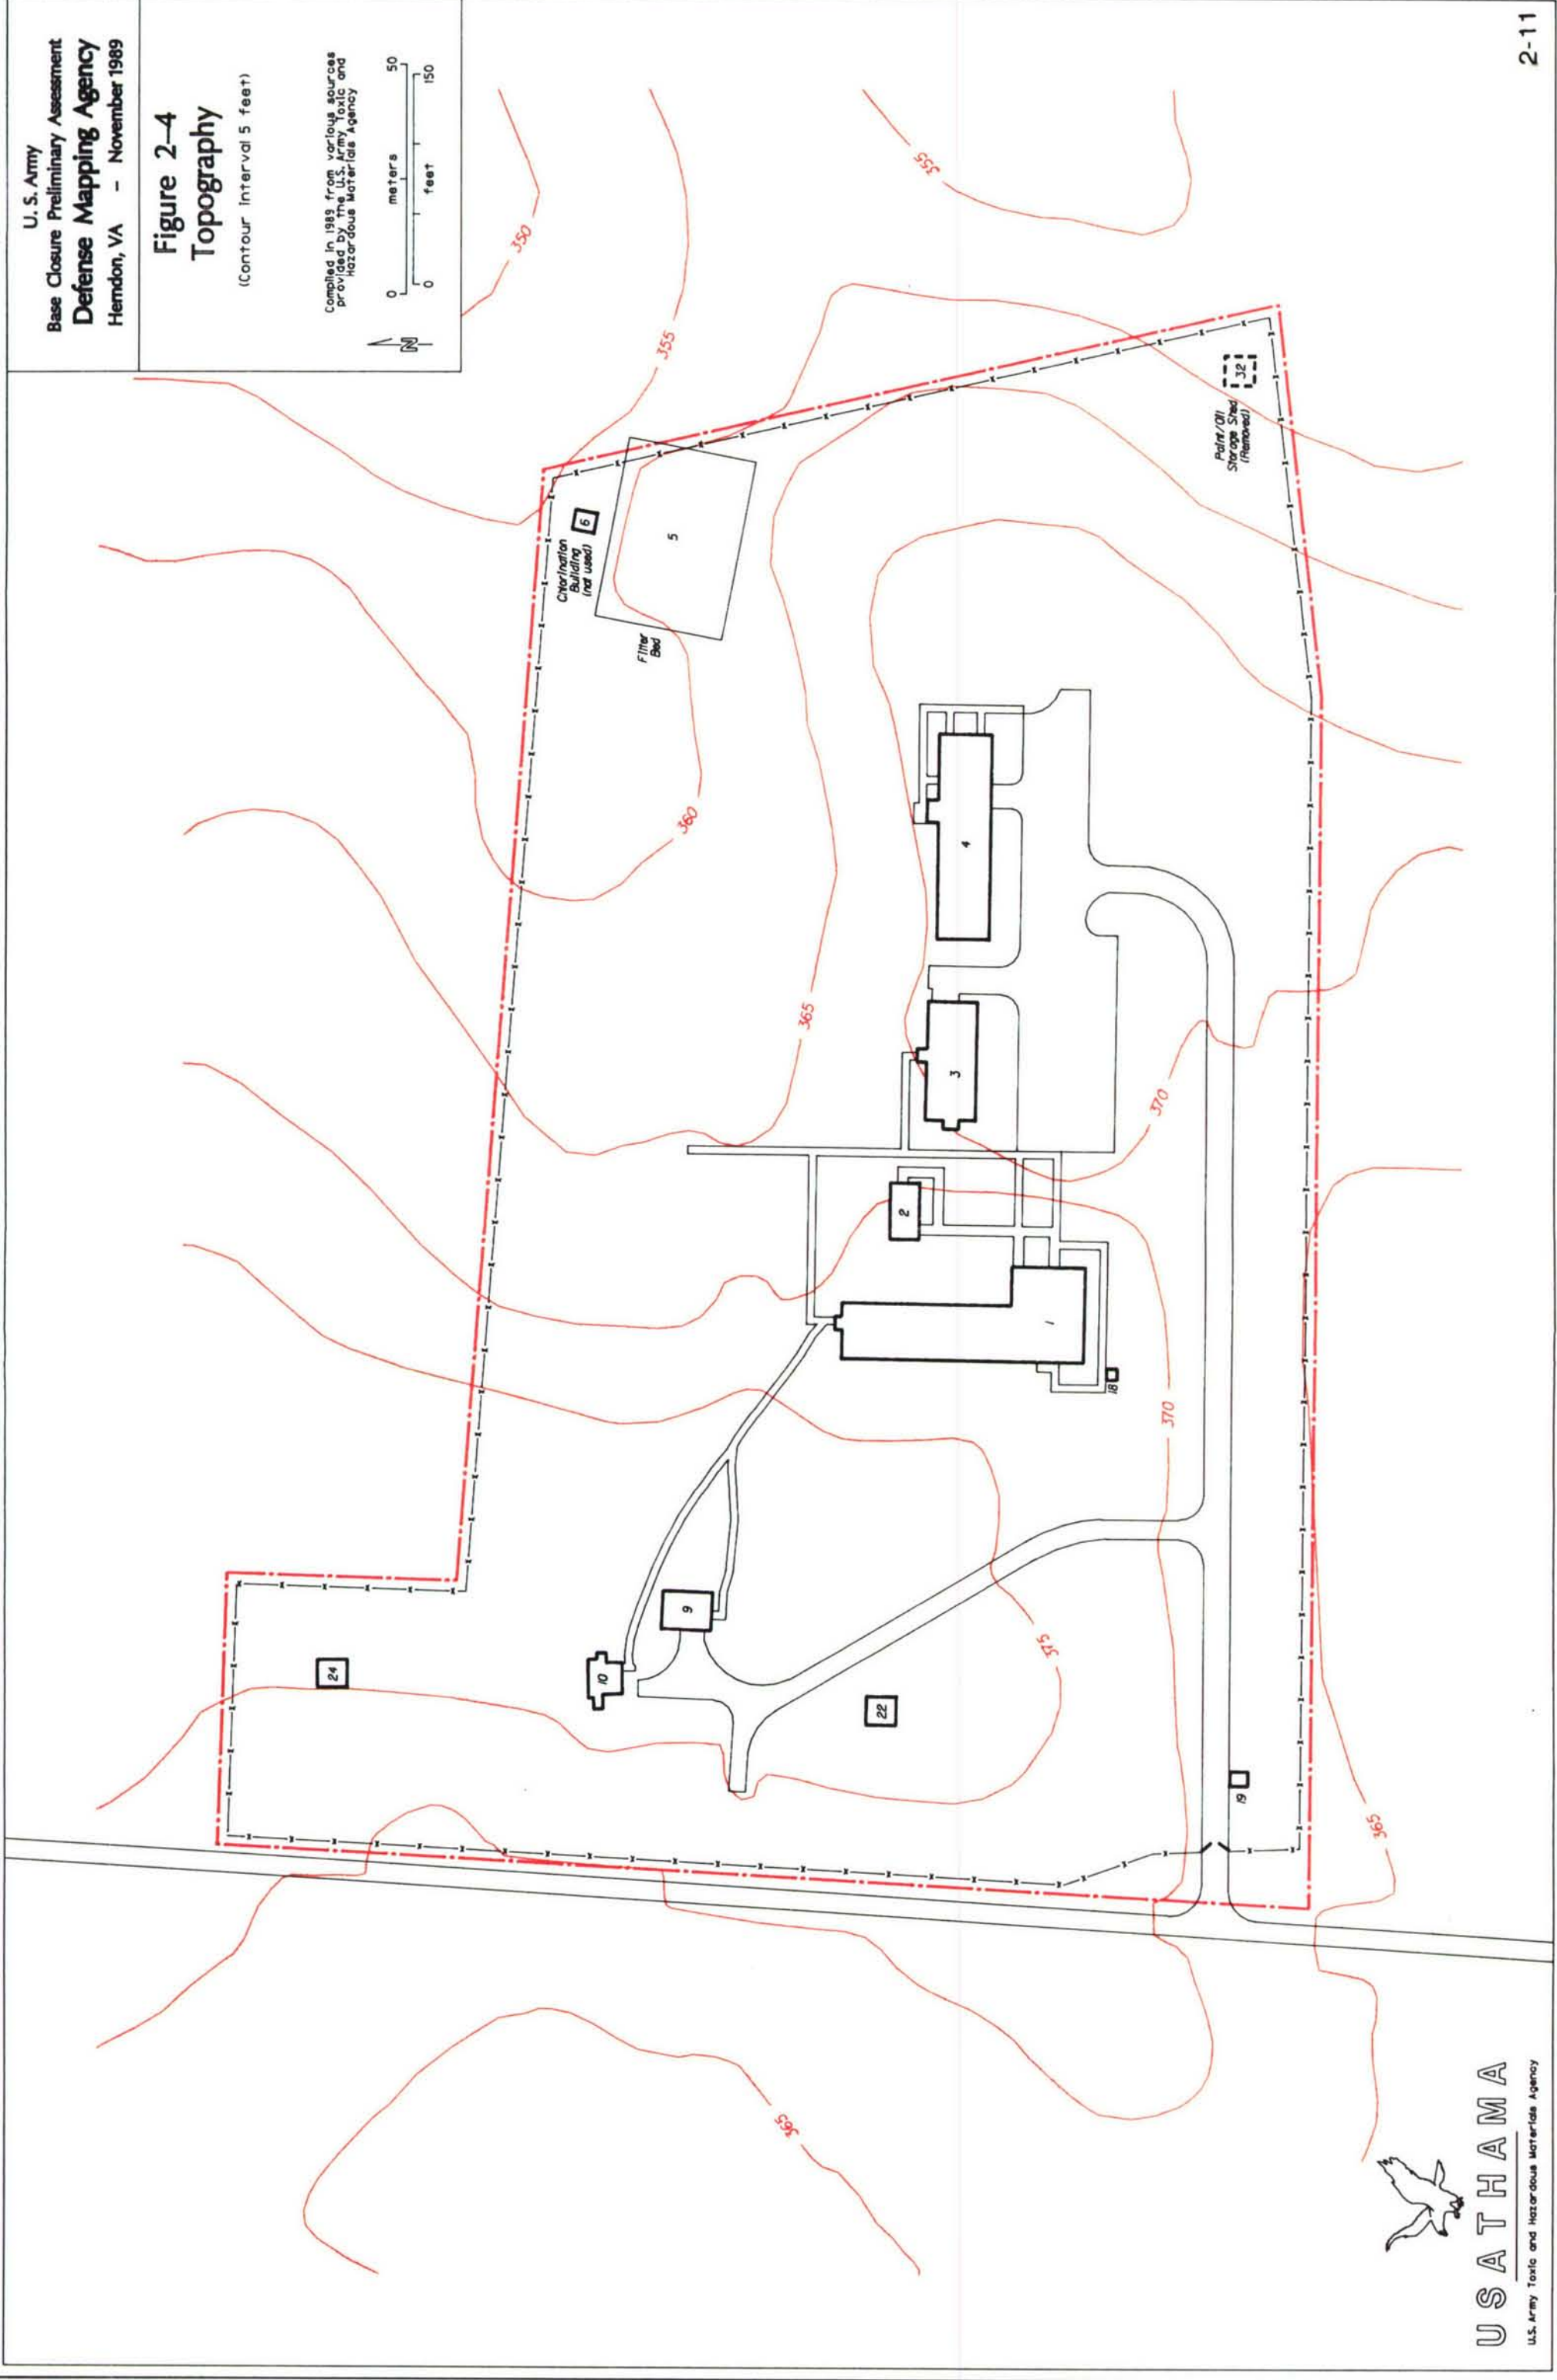 U. S. Army
Base Closure Preliminary Assessment
Defense Mapping Agency
Herndon, VA – November 1989
Figure 2–4
Topography
(Contour Interval 5 feet)
Compiled in 1989 from various sources
provided by the U.S. Army Toxic and
Hazardous Materials Agency
N
0 meters 50
0 feet 150
350
355
355
360
365
370
370
375
365
365
Chlorination
Building
(not used)
6
5
Filter
Bed
Paint/Oil
Storage Shed
(Removed)
32
4
3
2
1
18
9
10
24
22
19
USATHAMA
U.S. Army Toxic and Hazardous Materials Agency
2-11